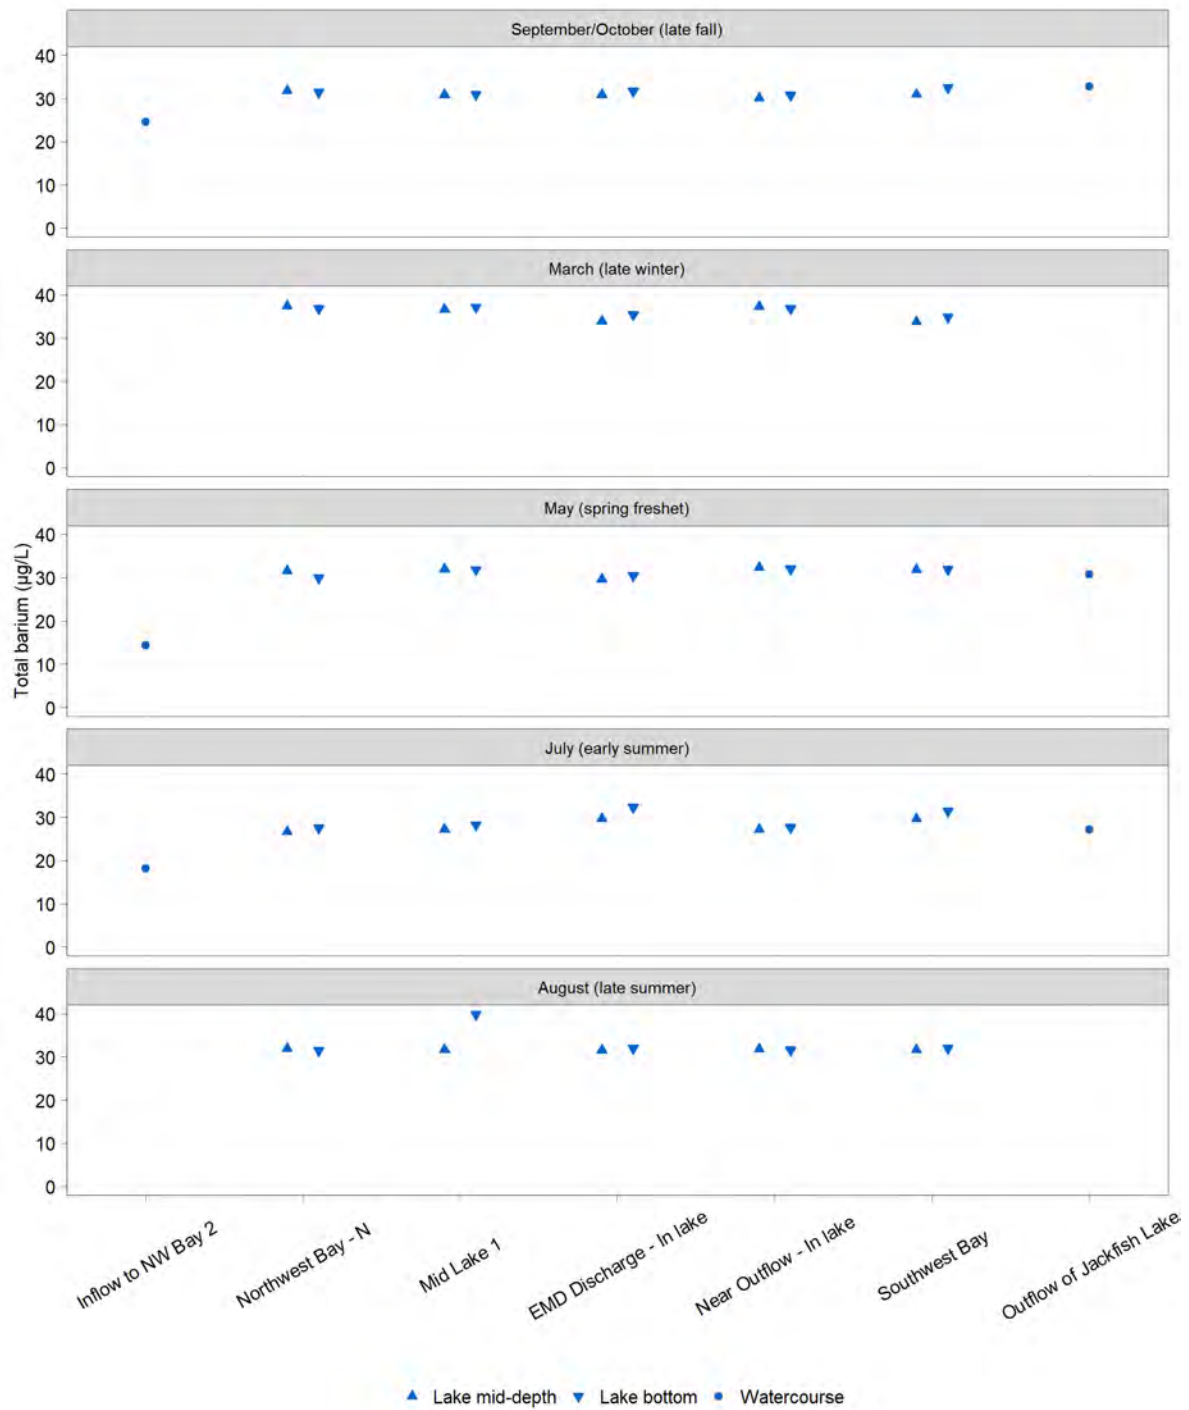 September/October (late fall)
40
30
20
10
0
March (late winter)
40
30
20
10
0
May (spring freshet)
40
30
20
10
0
Total barium (µg/L)
July (early summer)
40
30
20
10
0
August (late summer)
40
30
20
10
0
Inflow to NW Bay 2
Northwest Bay - N
Mid Lake 1
EMD Discharge - In lake
Near Outflow - In lake
Southwest Bay
Outflow of Jackfish Lake
Lake mid-depth Lake bottom Watercourse